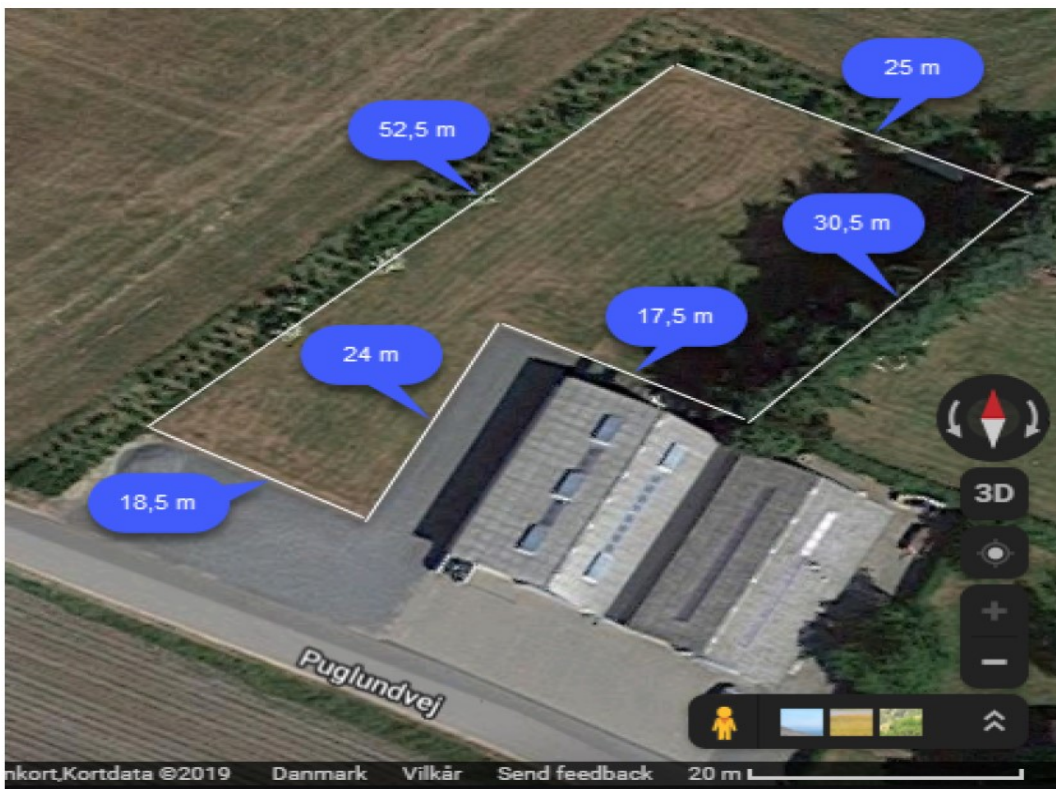 25 m
52,5 m
30,5 m
17,5 m
24 m
18,5 m
3D
Puglundvej
nkort,Kortdata ©2019 Danmark Vilkår Send feedback 20 m